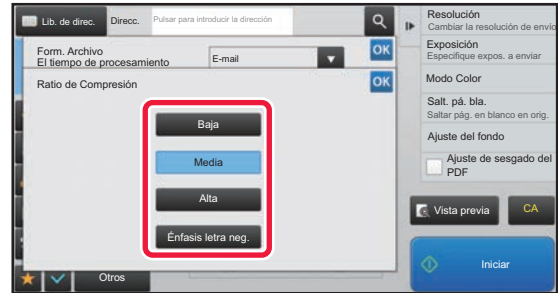 Lib. de direc.
Direcc.
Pulsar para introducir la dirección
Form. Archivo
El tiempo de procesamiento
E-mail
OK
Ratio de Compresión
OK
Baja
Media
Alta
Énfasis letra neg.
Otros
Resolución
Cambiar la resolución de envío
Exposición
Especifique expos. a enviar
Modo Color
Salt. pá. bla.
Saltar pág. en blanco en orig.
Ajuste del fondo
Ajuste de sesgado del
PDF
Vista previa
CA
Iniciar